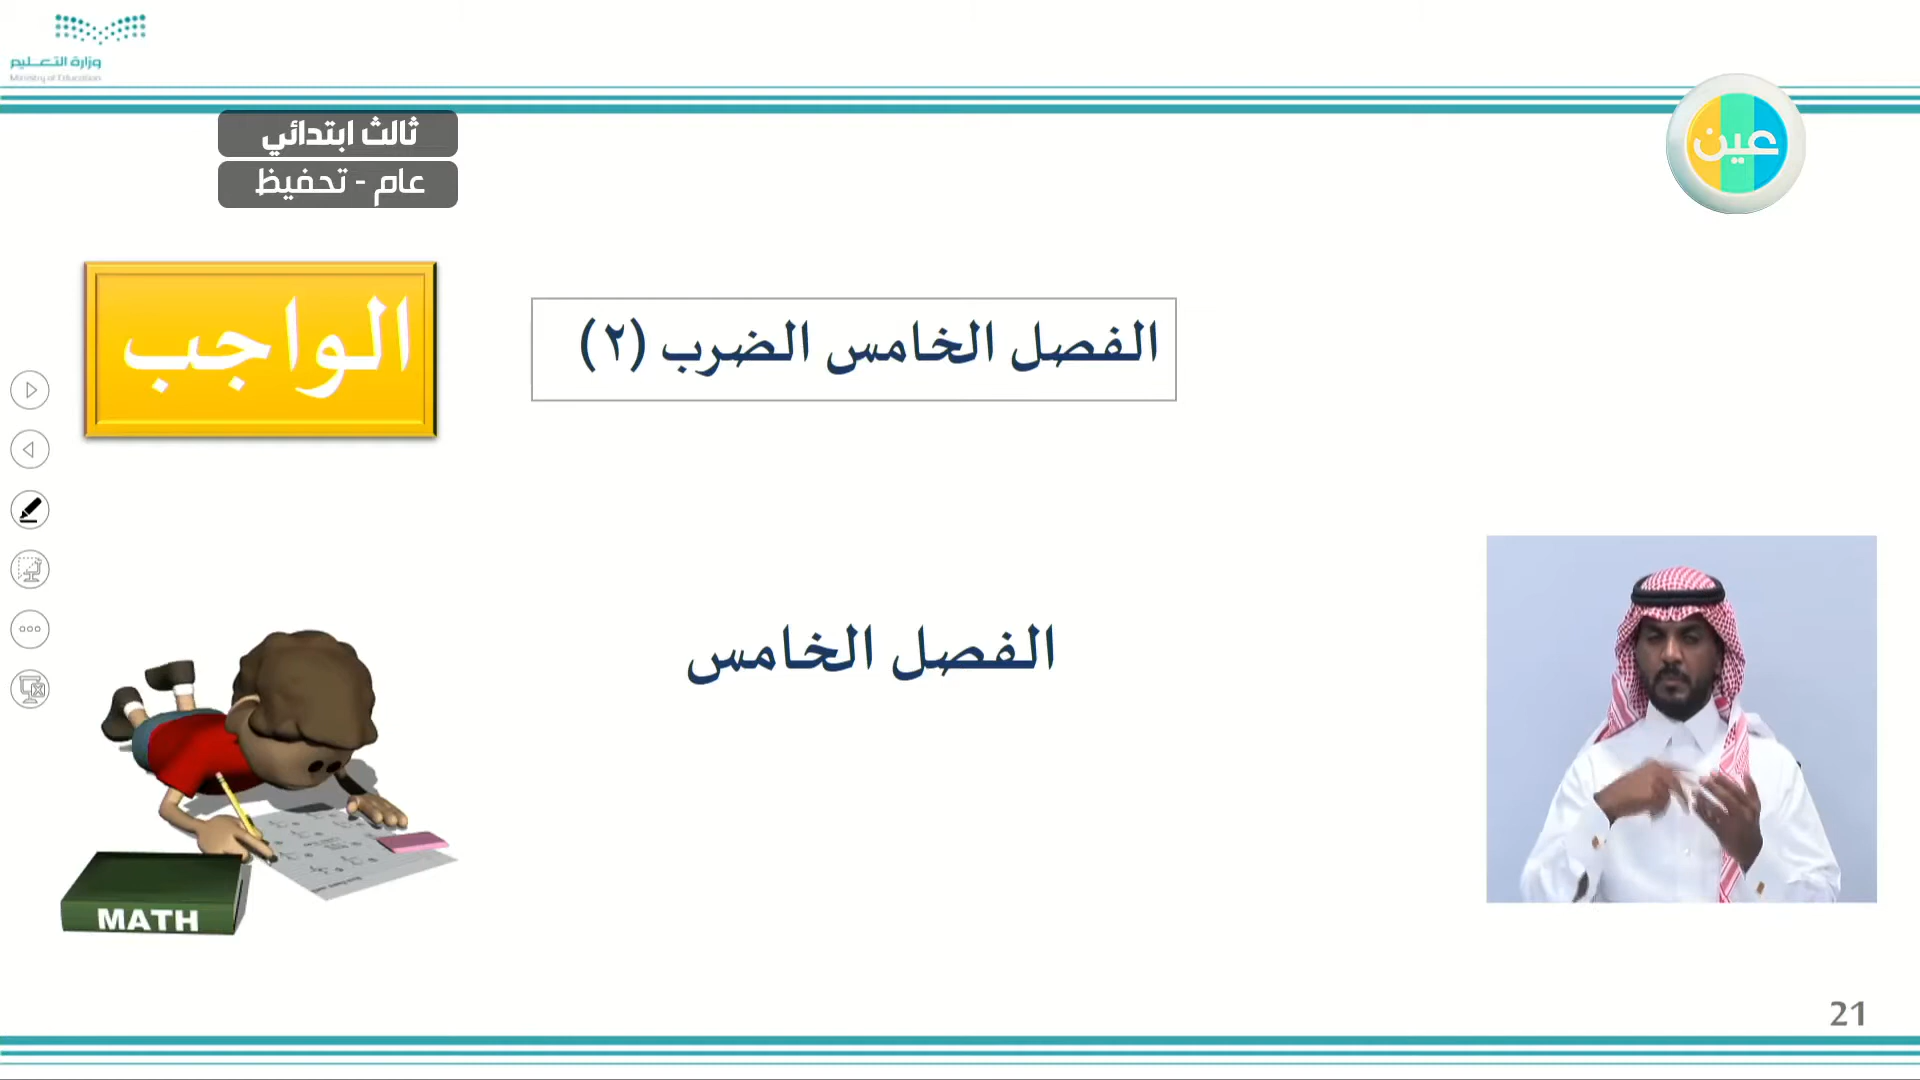 وزارة التعليم
Ministry of Education
ثالث ابتدائي
عام - تحفيظ
عين
الواجب
الفصل الخامس الضرب (٢)
الفصل الخامس
MATH
21